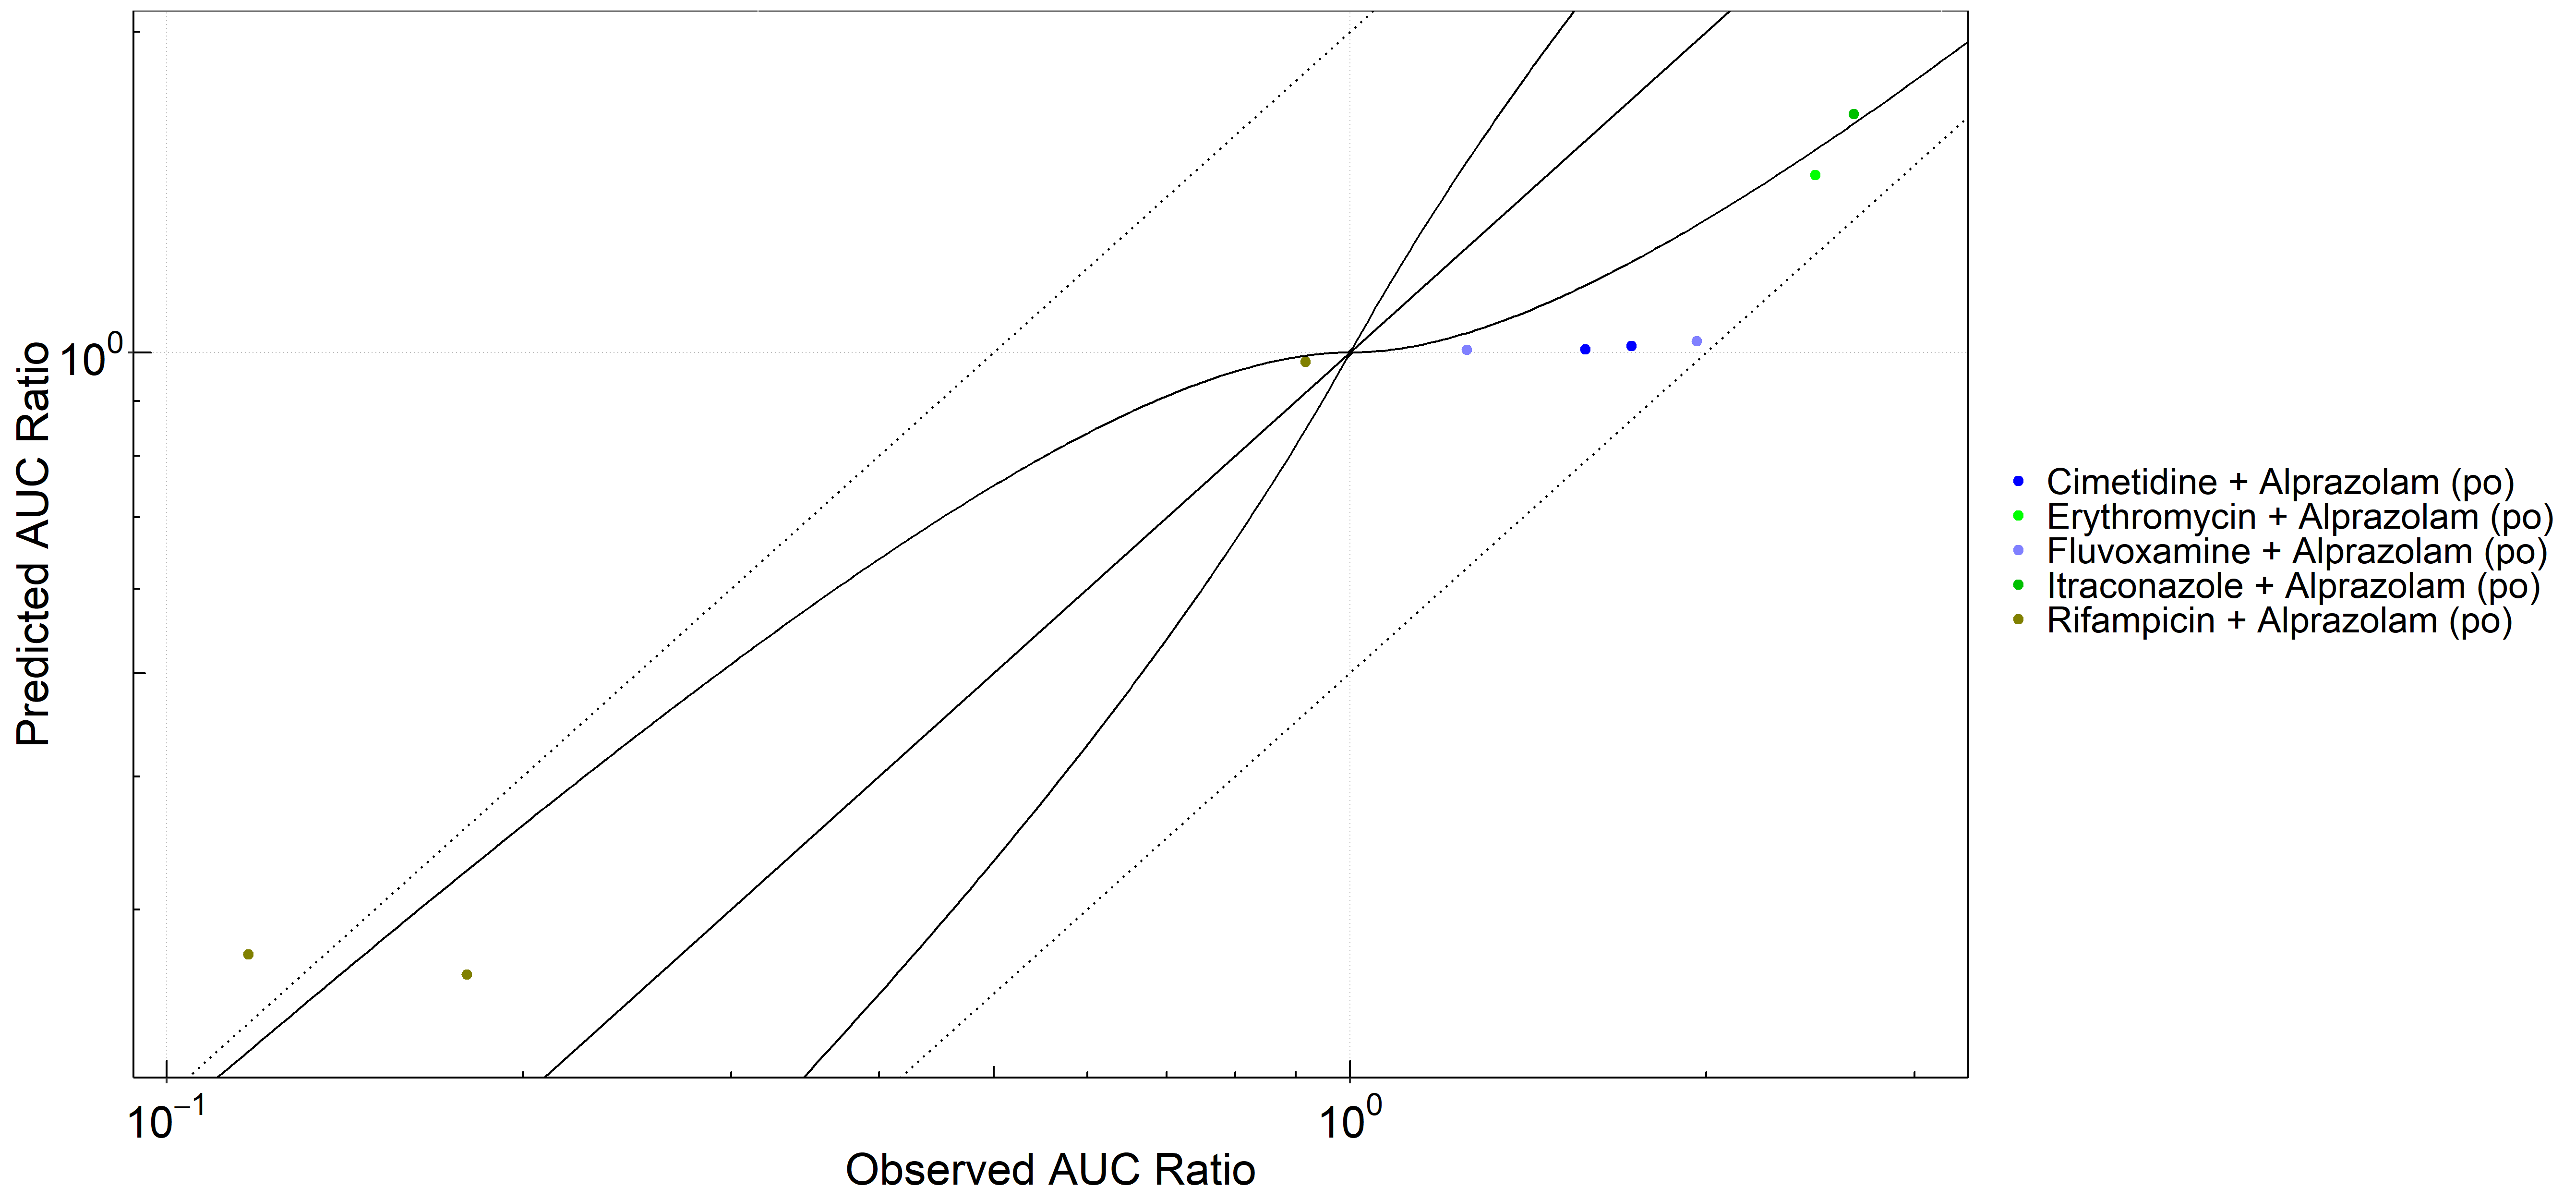 Predicted AUC Ratio
10⁰
10⁻¹
10⁰
Observed AUC Ratio
Cimetidine + Alprazolam (po)
Erythromycin + Alprazolam (po)
Fluvoxamine + Alprazolam (po)
Itraconazole + Alprazolam (po)
Rifampicin + Alprazolam (po)